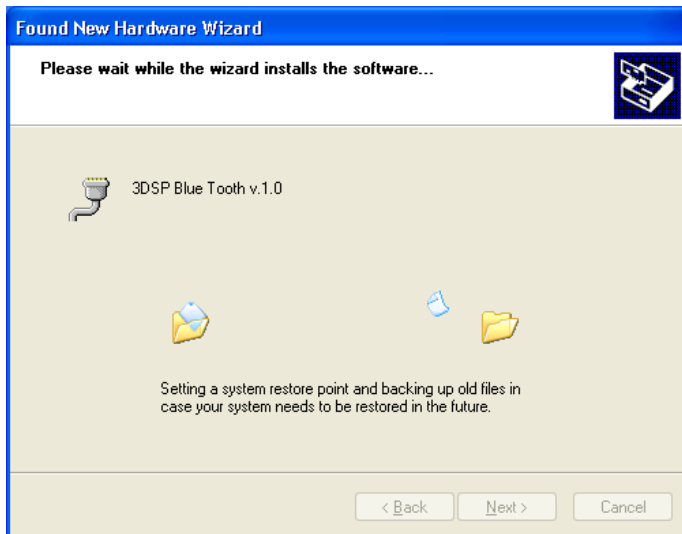 Found New Hardware Wizard
Please wait while the wizard installs the software...
3DSP Blue Tooth v.1.0
Setting a system restore point and backing up old files in
case your system needs to be restored in the future.
< Back Next > Cancel